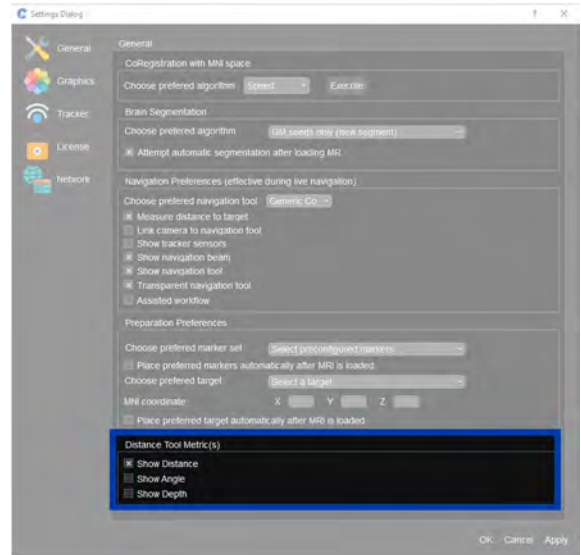 Settings Dialog
? X
General
Graphics
Tracker
License
Network
General
CoRegistration with MNI space
Choose prefered algorithm Speed Execute
Brain Segmentation
Choose prefered algorithm GM seeds only (new segment)
Attempt automatic segmentation after loading MR
Navigation Preferences (effective during live navigation)
Choose prefered navigation tool Generic Co
Measure distance to target
Link camera to navigation tool
Show tracker sensors
Show navigation beam
Show navigation tool
Transparent navigation tool
Assisted workflow
Preparation Preferences
Choose prefered marker set Select preconfigured markers
Place prefered markers automatically after MRI is loaded
Choose prefered target Select a target
MNI coordinate X Y Z
Place preferred target automatically after MRI is loaded
Distance Tool Metric(s)
Show Distance
Show Angle
Show Depth
OK Cancel Apply